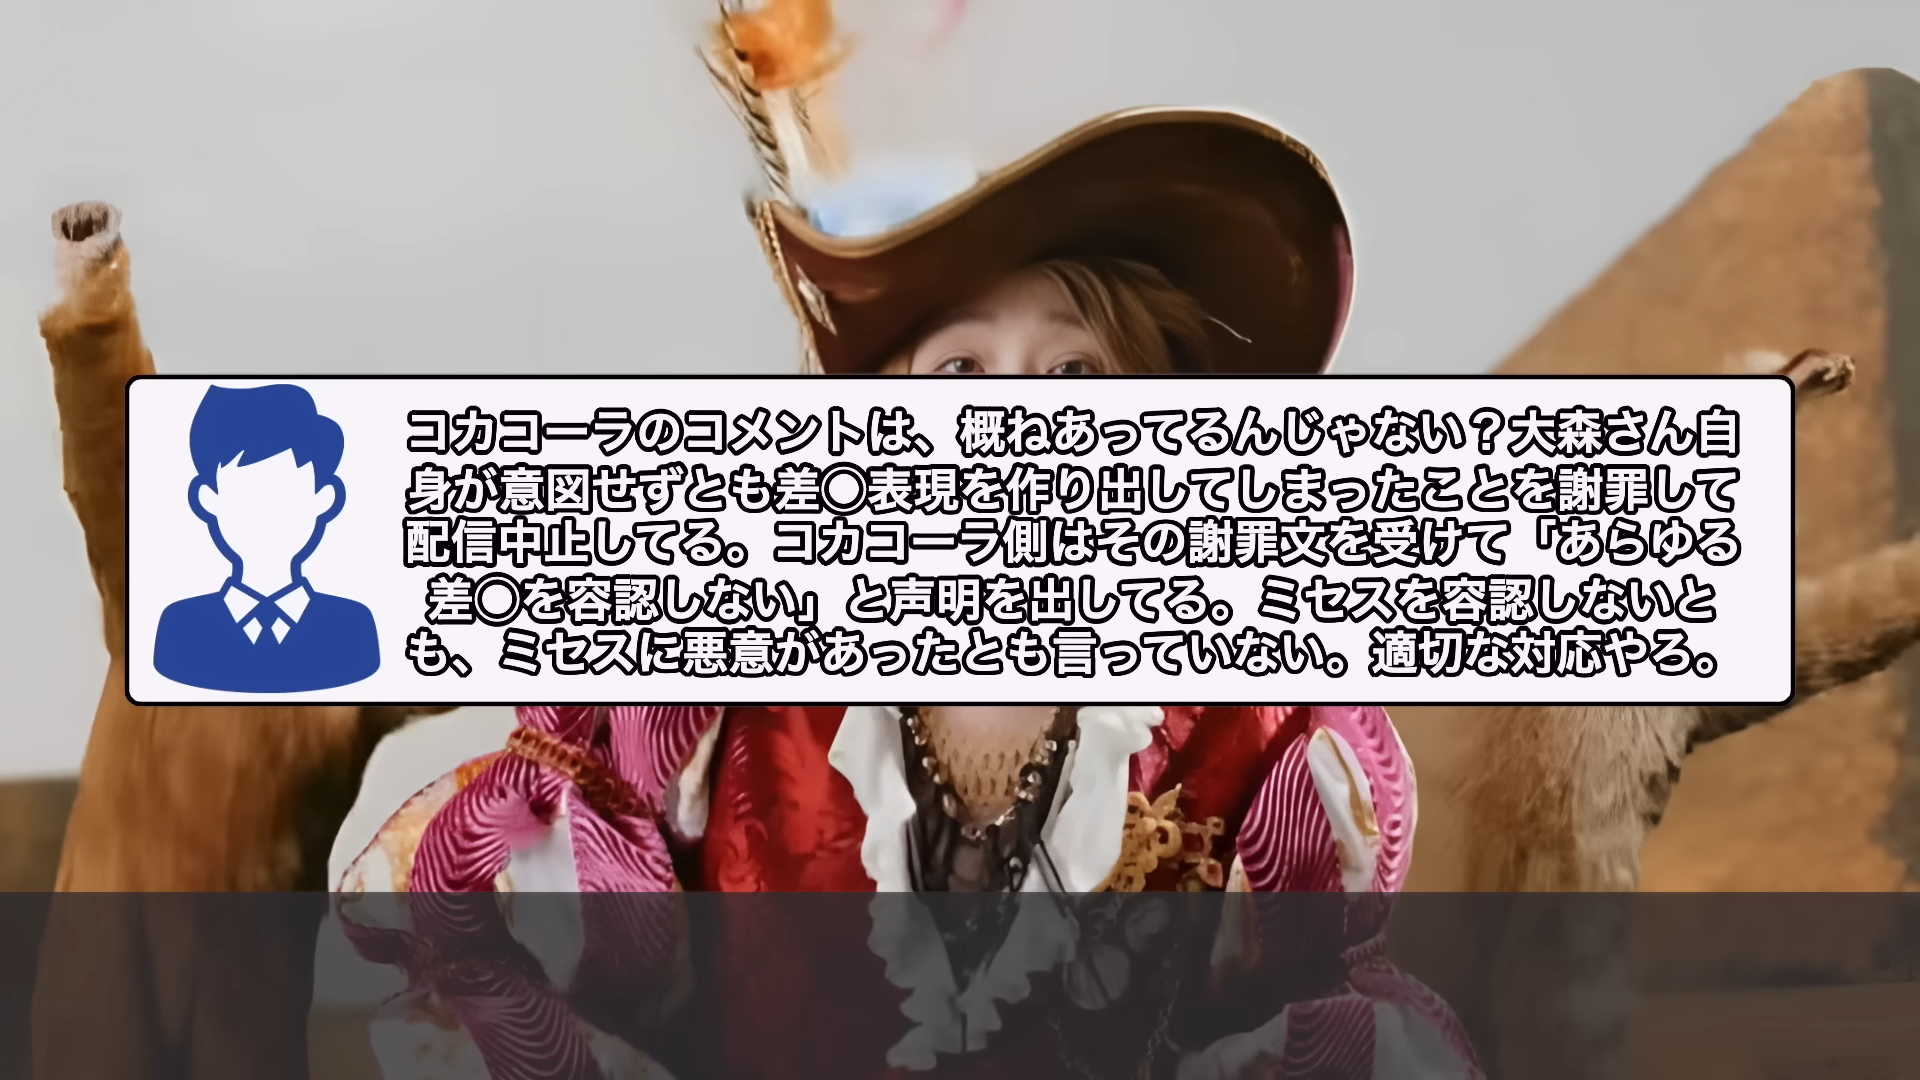 コカコーラのコメントは、概ねあってるんじゃない？大森さん自
身が意図せずとも差〇表現を作り出してしまったことを謝罪して
配信中止してる。コカコーラ側はその謝罪文を受けて「あらゆる
差〇を容認しない」と声明を出してる。ミセスを容認しないと
も、ミセスに悪意があったとも言っていない。適切な対応やろ。